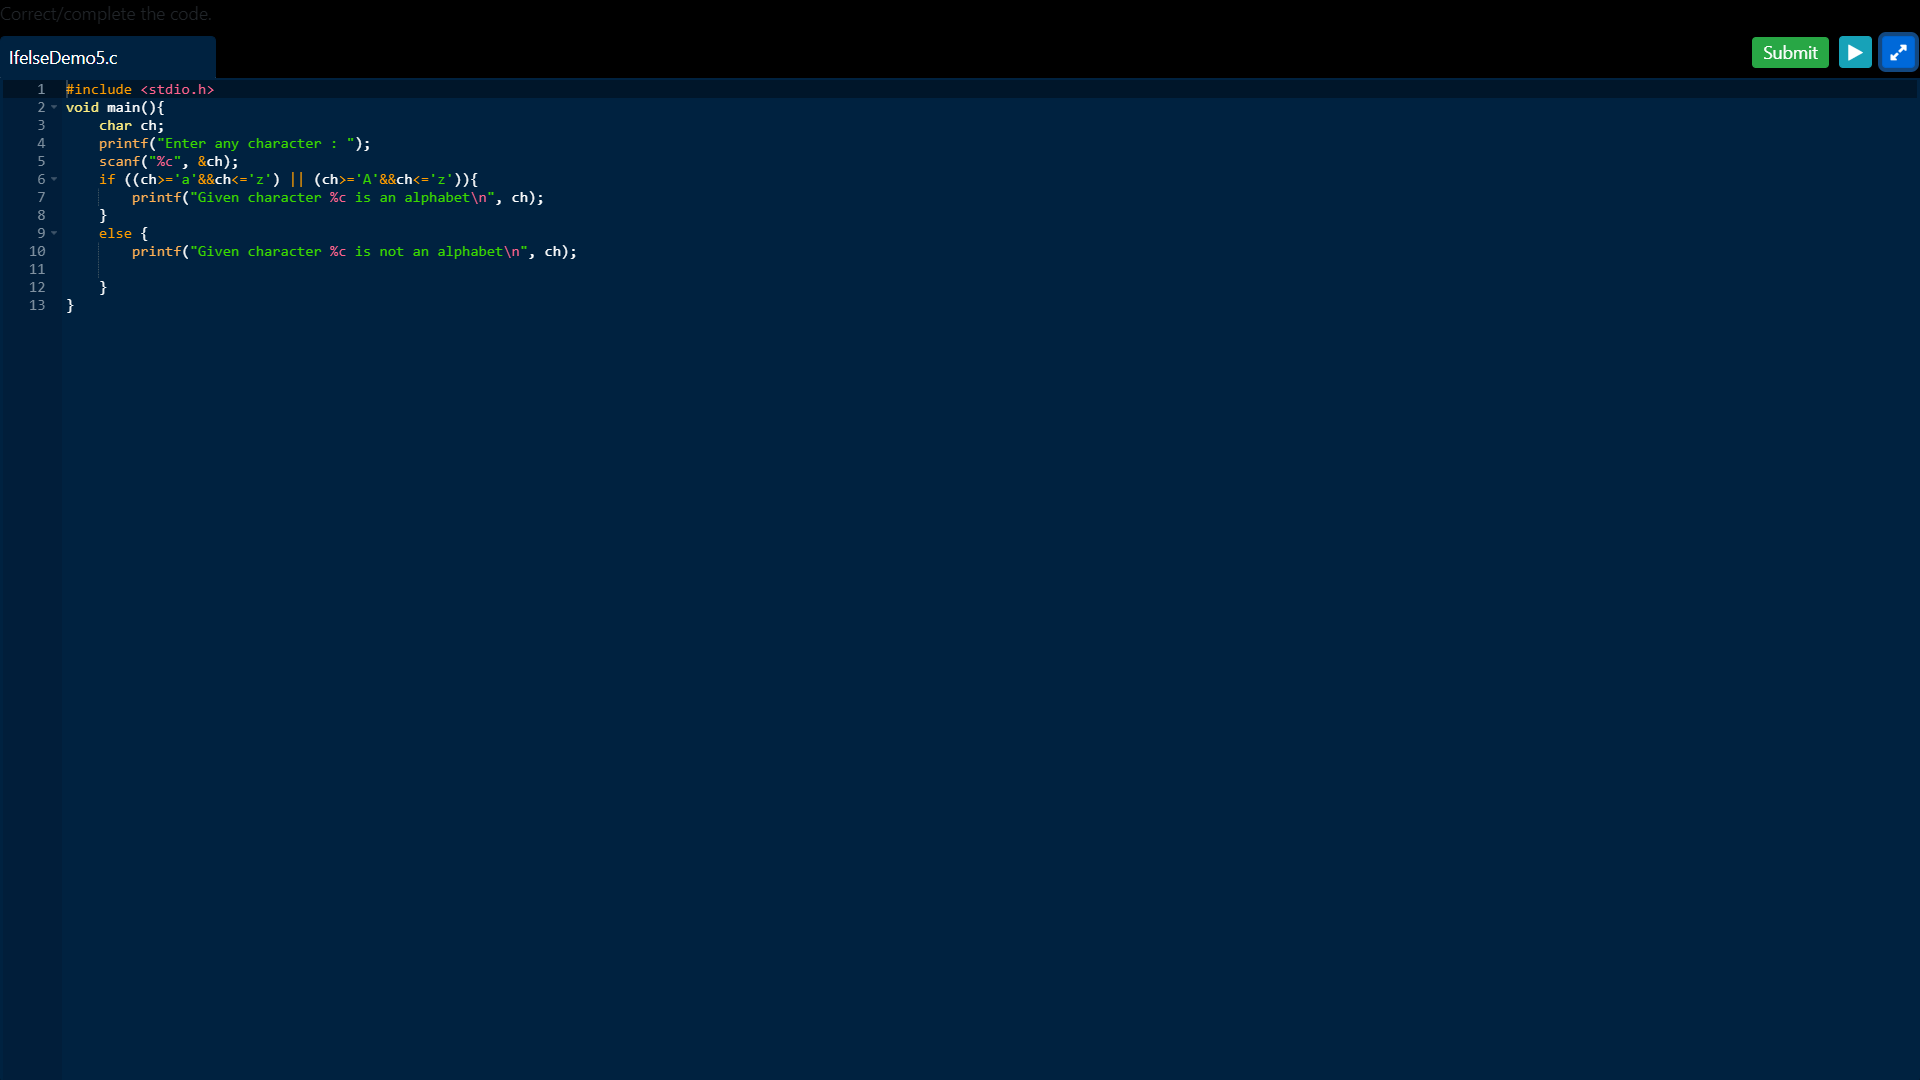 Correct/complete the code.
IfelseDemo5.c
Submit
1 #include <stdio.h>
2 void main(){
3     char ch;
4     printf("Enter any character : ");
5     scanf("%c", &ch);
6     if ((ch>='a'&&ch<='z') || (ch>='A'&&ch<='z')){
7         printf("Given character %c is an alphabet\n", ch);
8     }
9     else {
10         printf("Given character %c is not an alphabet\n", ch);
11
12     }
13 }